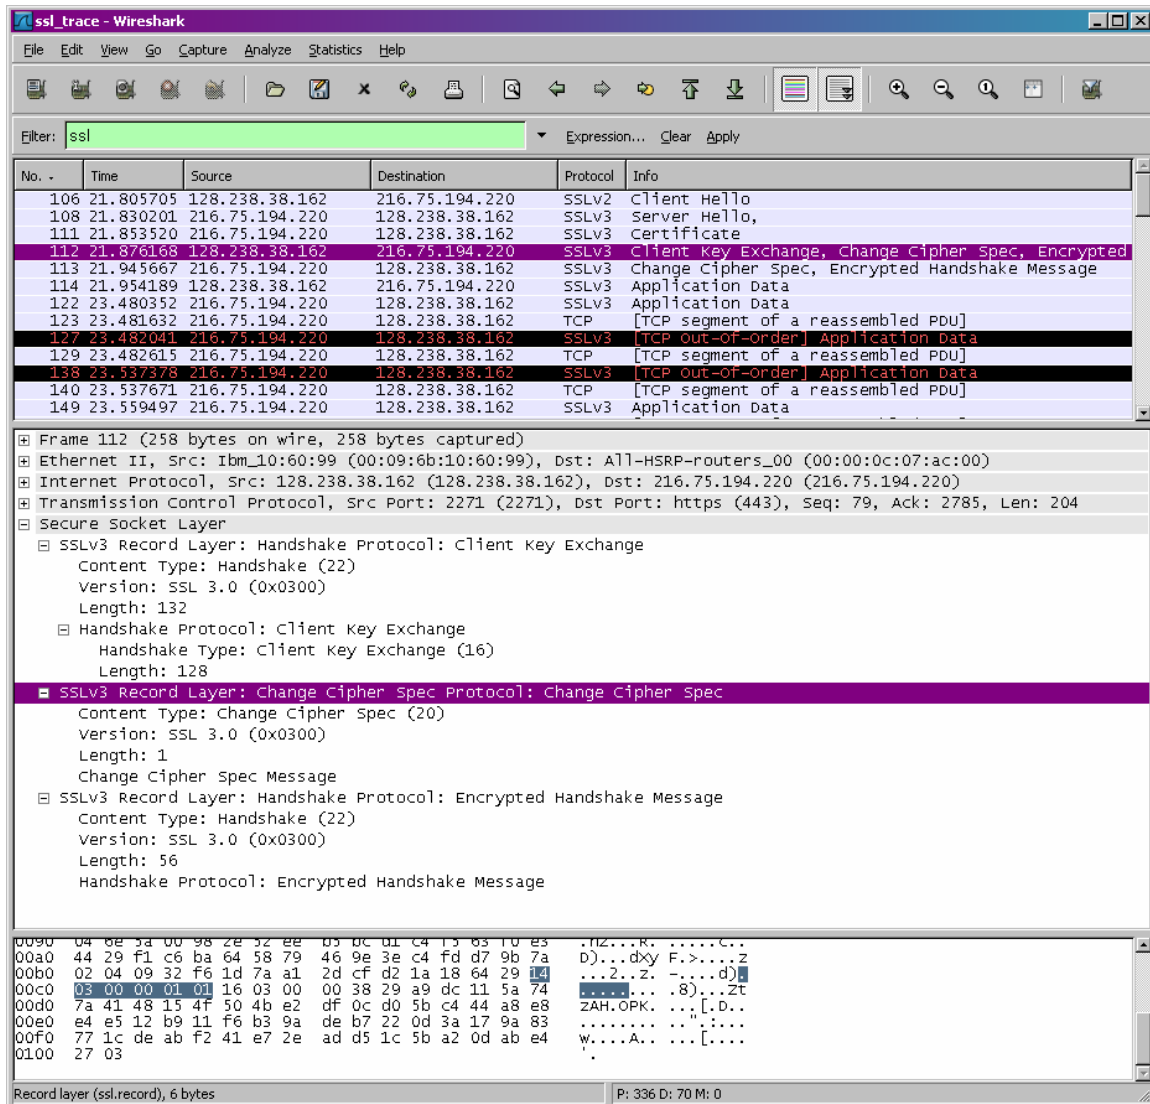 ssl_trace - Wireshark
File Edit View Go Capture Analyze Statistics Help
Filter: ssl Expression... Clear Apply
No. - Time Source Destination Protocol Info
106 21.805705 128.238.38.162 216.75.194.220 SSLv2 Client Hello
108 21.830201 216.75.194.220 128.238.38.162 SSLv3 Server Hello,
111 21.853520 216.75.194.220 128.238.38.162 SSLv3 Certificate
112 21.876168 128.238.38.162 216.75.194.220 SSLv3 Client Key Exchange, Change Cipher Spec, Encrypted
113 21.945667 216.75.194.220 128.238.38.162 SSLv3 Change Cipher Spec, Encrypted Handshake Message
114 21.954189 128.238.38.162 216.75.194.220 SSLv3 Application Data
122 23.480352 216.75.194.220 128.238.38.162 SSLv3 Application Data
123 23.481632 216.75.194.220 128.238.38.162 TCP [TCP segment of a reassembled PDU]
127 23.482041 216.75.194.220 128.238.38.162 SSLv3 [TCP Out-Of-Order] Application Data
129 23.482615 216.75.194.220 128.238.38.162 TCP [TCP segment of a reassembled PDU]
138 23.537378 216.75.194.220 128.238.38.162 SSLv3 [TCP Out-Of-Order] Application Data
140 23.537671 216.75.194.220 128.238.38.162 TCP [TCP segment of a reassembled PDU]
149 23.559497 216.75.194.220 128.238.38.162 SSLv3 Application Data
Frame 112 (258 bytes on wire, 258 bytes captured)
Ethernet II, Src: Ibm_10:60:99 (00:09:6b:10:60:99), Dst: All-HSRP-routers_00 (00:00:0c:07:ac:00)
Internet Protocol, Src: 128.238.38.162 (128.238.38.162), Dst: 216.75.194.220 (216.75.194.220)
Transmission Control Protocol, Src Port: 2271 (2271), Dst Port: https (443), Seq: 79, Ack: 2785, Len: 204
Secure Socket Layer
SSLv3 Record Layer: Handshake Protocol: Client Key Exchange
Content Type: Handshake (22)
Version: SSL 3.0 (0x0300)
Length: 132
Handshake Protocol: Client Key Exchange
Handshake Type: Client Key Exchange (16)
Length: 128
SSLv3 Record Layer: Change Cipher Spec Protocol: Change Cipher Spec
Content Type: Change Cipher Spec (20)
Version: SSL 3.0 (0x0300)
Length: 1
Change Cipher Spec Message
SSLv3 Record Layer: Handshake Protocol: Encrypted Handshake Message
Content Type: Handshake (22)
Version: SSL 3.0 (0x0300)
Length: 56
Handshake Protocol: Encrypted Handshake Message
0090 04 6e 5a 00 98 2e 52 ee b5 bc d1 c4 f5 63 f0 e3 .nZ...R. .....c..
00a0 44 29 f1 c6 ba 64 58 79 46 9e 3e c4 fd d7 9b 7a D)...dXy F.>....z
00b0 02 04 09 32 f6 1d 7a a1 2d cf d2 1a 18 64 29 14 ...2..z. -....d).
00c0 03 00 00 01 01 16 03 00 00 38 29 a9 dc 11 5a 74 ........ .8)...Zt
00d0 7a 41 48 15 4f 50 4b e2 df 0c d0 5b c4 44 a8 e8 zAH.OPK. ...[.D..
00e0 e4 e5 12 b9 11 f6 b3 9a de b7 22 0d 3a 17 9a 83 ........ ..".:...
00f0 77 1c de ab f2 41 e7 2e ad d5 1c 5b a2 0d ab e4 w....A.. ...[....
0100 27 03 '.
Record layer (ssl.record), 6 bytes P: 336 D: 70 M: 0